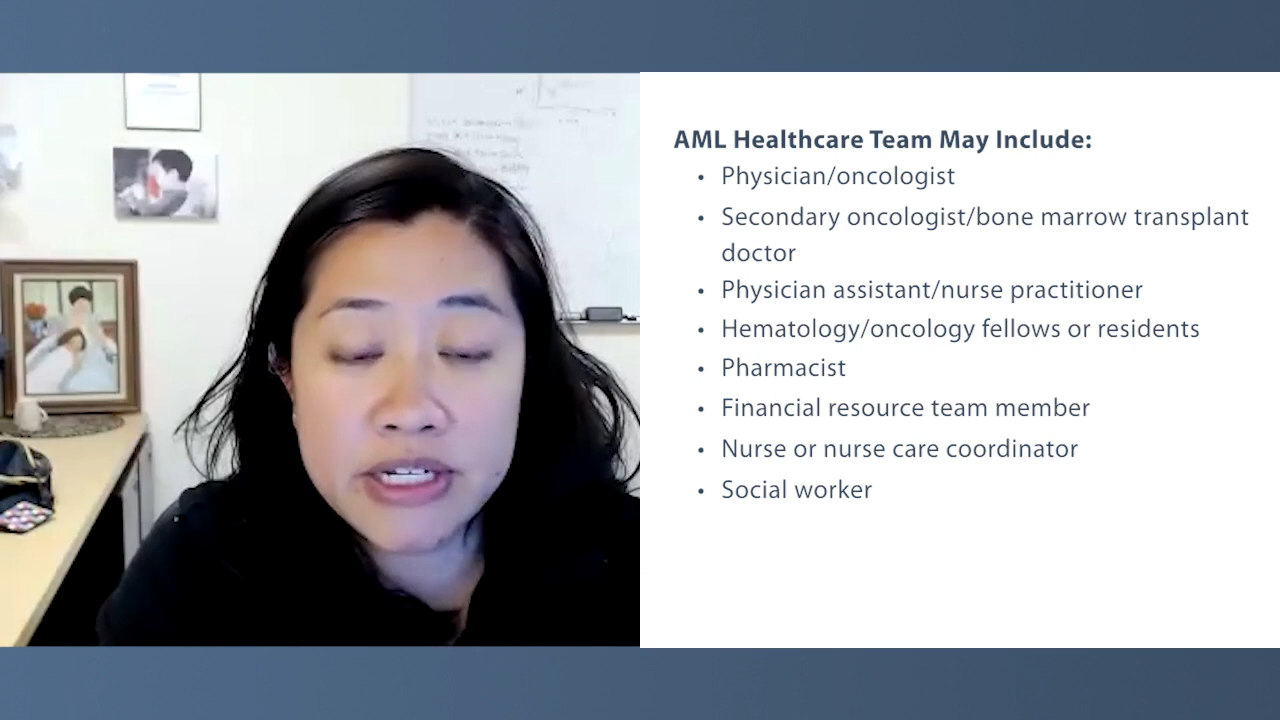 AML Healthcare Team May Include:
• Physician/oncologist
• Secondary oncologist/bone marrow transplant
doctor
• Physician assistant/nurse practitioner
• Hematology/oncology fellows or residents
• Pharmacist
• Financial resource team member
• Nurse or nurse care coordinator
• Social worker